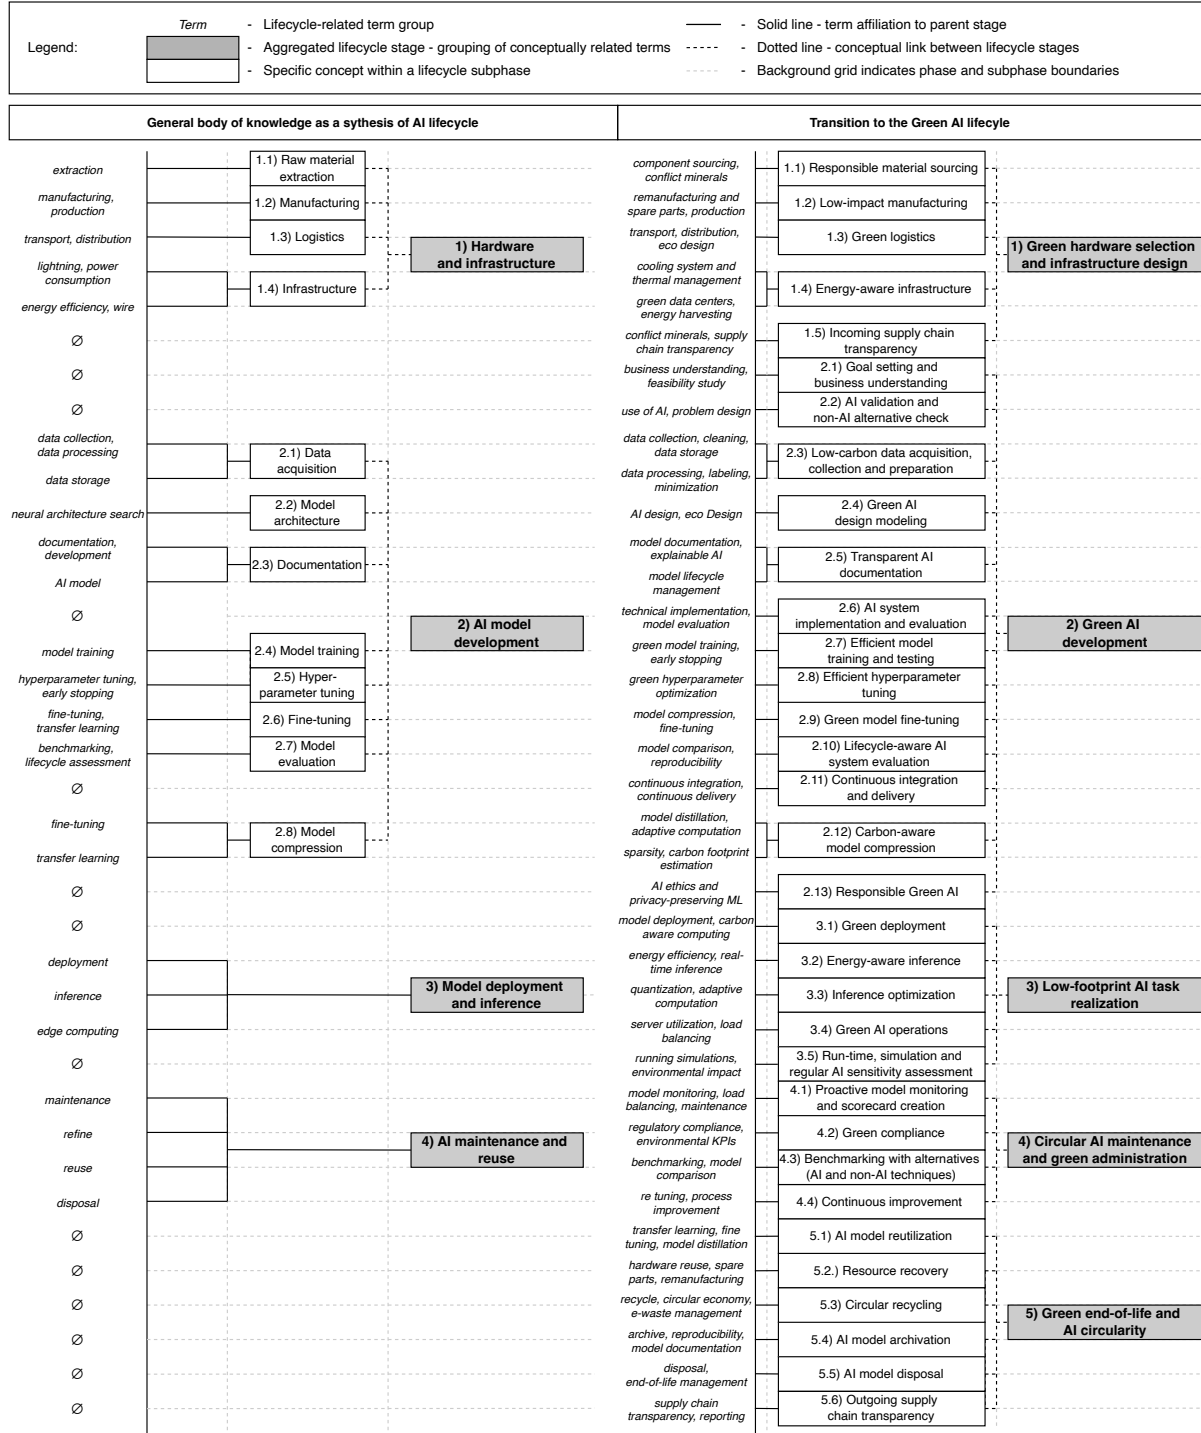 Legend:
Term - Lifecycle-related term group
- Aggregated lifecycle stage - grouping of conceptually related terms
- Specific concept within a lifecycle subphase
- Solid line - term affiliation to parent stage
- Dotted line - conceptual link between lifecycle stages
- Background grid indicates phase and subphase boundaries
General body of knowledge as a sythesis of AI lifecycle
extraction
manufacturing,
production
transport, distribution
lightning, power
consumption
energy efficiency, wire
∅
∅
∅
data collection,
data processing
data storage
neural architecture search
documentation,
development
AI model
∅
model training
hyperparameter tuning,
early stopping
fine-tuning,
transfer learning
benchmarking,
lifecycle assessment
∅
fine-tuning
transfer learning
∅
∅
deployment
inference
edge computing
∅
maintenance
refine
reuse
disposal
∅
∅
∅
∅
∅
∅
1.1) Raw material
extraction
1.2) Manufacturing
1.3) Logistics
1.4) Infrastructure
2.1) Data
acquisition
2.2) Model
architecture
2.3) Documentation
2.4) Model training
2.5) Hyper-
parameter tuning
2.6) Fine-tuning
2.7) Model
evaluation
2.8) Model
compression
1) Hardware
and infrastructure
2) AI model
development
3) Model deployment
and inference
4) AI maintenance and
reuse
Transition to the Green AI lifecyle
component sourcing,
conflict minerals
remanufacturing and
spare parts, production
transport, distribution,
eco design
cooling system and
thermal management
green data centers,
energy harvesting
conflict minerals, supply
chain transparency
business understanding,
feasibility study
use of AI, problem design
data collection, cleaning,
data storage
data processing, labeling,
minimization
AI design, eco Design
model documentation,
explainable AI
model lifecycle
management
technical implementation,
model evaluation
green model training,
early stopping
green hyperparameter
optimization
model compression,
fine-tuning
model comparison,
reproducibility
continuous integration,
continuous delivery
model distillation,
adaptive computation
sparsity, carbon footprint
estimation
AI ethics and
privacy-preserving ML
model deployment, carbon
aware computing
energy efficiency, real-
time inference
quantization, adaptive
computation
server utilization, load
balancing
running simulations,
environmental impact
model monitoring, load
balancing, maintenance
regulatory compliance,
environmental KPIs
benchmarking, model
comparison
re tuning, process
improvement
transfer learning, fine
tuning, model distillation
hardware reuse, spare
parts, remanufacturing
recycle, circular economy,
e-waste management
archive, reproducibility,
model documentation
disposal,
end-of-life management
supply chain
transparency, reporting
1.1) Responsible material sourcing
1.2) Low-impact manufacturing
1.3) Green logistics
1.4) Energy-aware infrastructure
1.5) Incoming supply chain
transparency
2.1) Goal setting and
business understanding
2.2) AI validation and
non-AI alternative check
2.3) Low-carbon data acquisition,
collection and preparation
2.4) Green AI
design modeling
2.5) Transparent AI
documentation
2.6) AI system
implementation and evaluation
2.7) Efficient model
training and testing
2.8) Efficient hyperparameter
tuning
2.9) Green model fine-tuning
2.10) Lifecycle-aware AI
system evaluation
2.11) Continuous integration
and delivery
2.12) Carbon-aware
model compression
2.13) Responsible Green AI
3.1) Green deployment
3.2) Energy-aware inference
3.3) Inference optimization
3.4) Green AI operations
3.5) Run-time, simulation and
regular AI sensitivity assessment
4.1) Proactive model monitoring
and scorecard creation
4.2) Green compliance
4.3) Benchmarking with alternatives
(AI and non-AI techniques)
4.4) Continuous improvement
5.1) AI model reutilization
5.2.) Resource recovery
5.3) Circular recycling
5.4) AI model archivation
5.5) AI model disposal
5.6) Outgoing supply
chain transparency
1) Green hardware selection
and infrastructure design
2) Green AI
development
3) Low-footprint AI task
realization
4) Circular AI maintenance
and green administration
5) Green end-of-life and
AI circularity